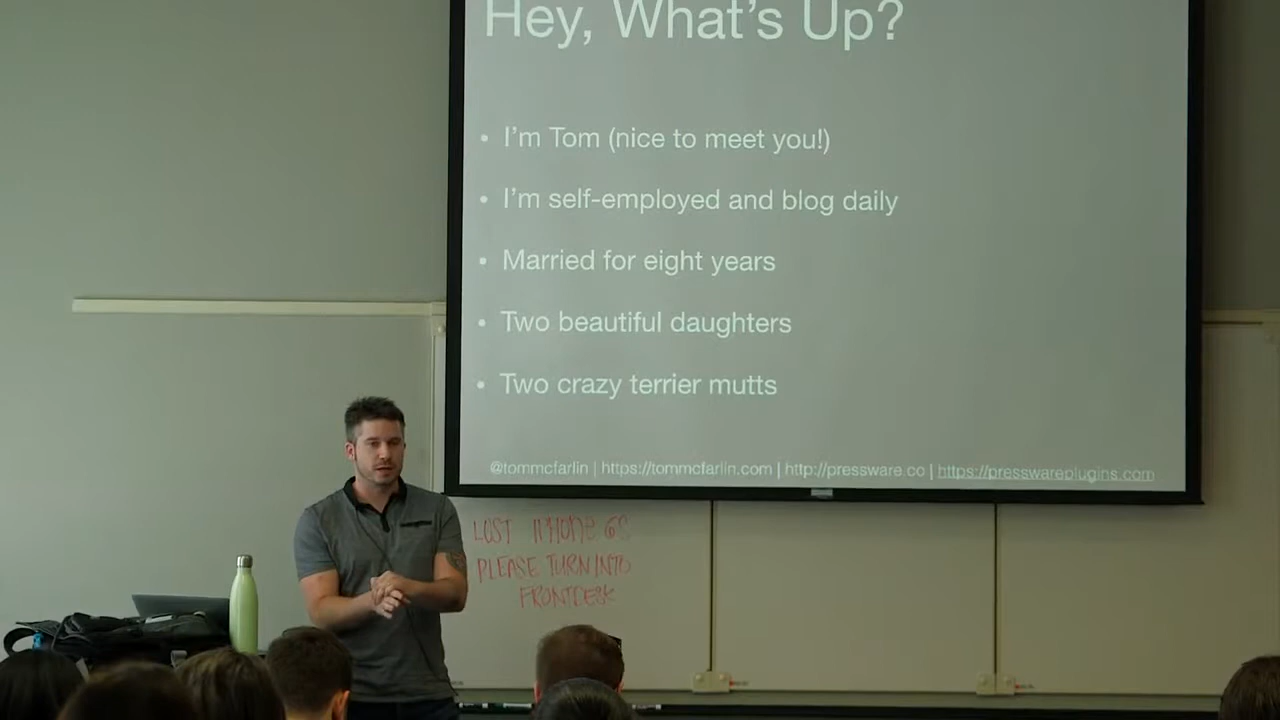 Hey, What's Up?
• I'm Tom (nice to meet you!)
• I'm self-employed and blog daily
• Married for eight years
• Two beautiful daughters
• Two crazy terrier mutts
@tommcfarlin | https://tommcfarlin.com | http://pressware.co | https://presswareplugins.com
LOST IPHONE 6S
PLEASE TURN INTO
FRONTDESK